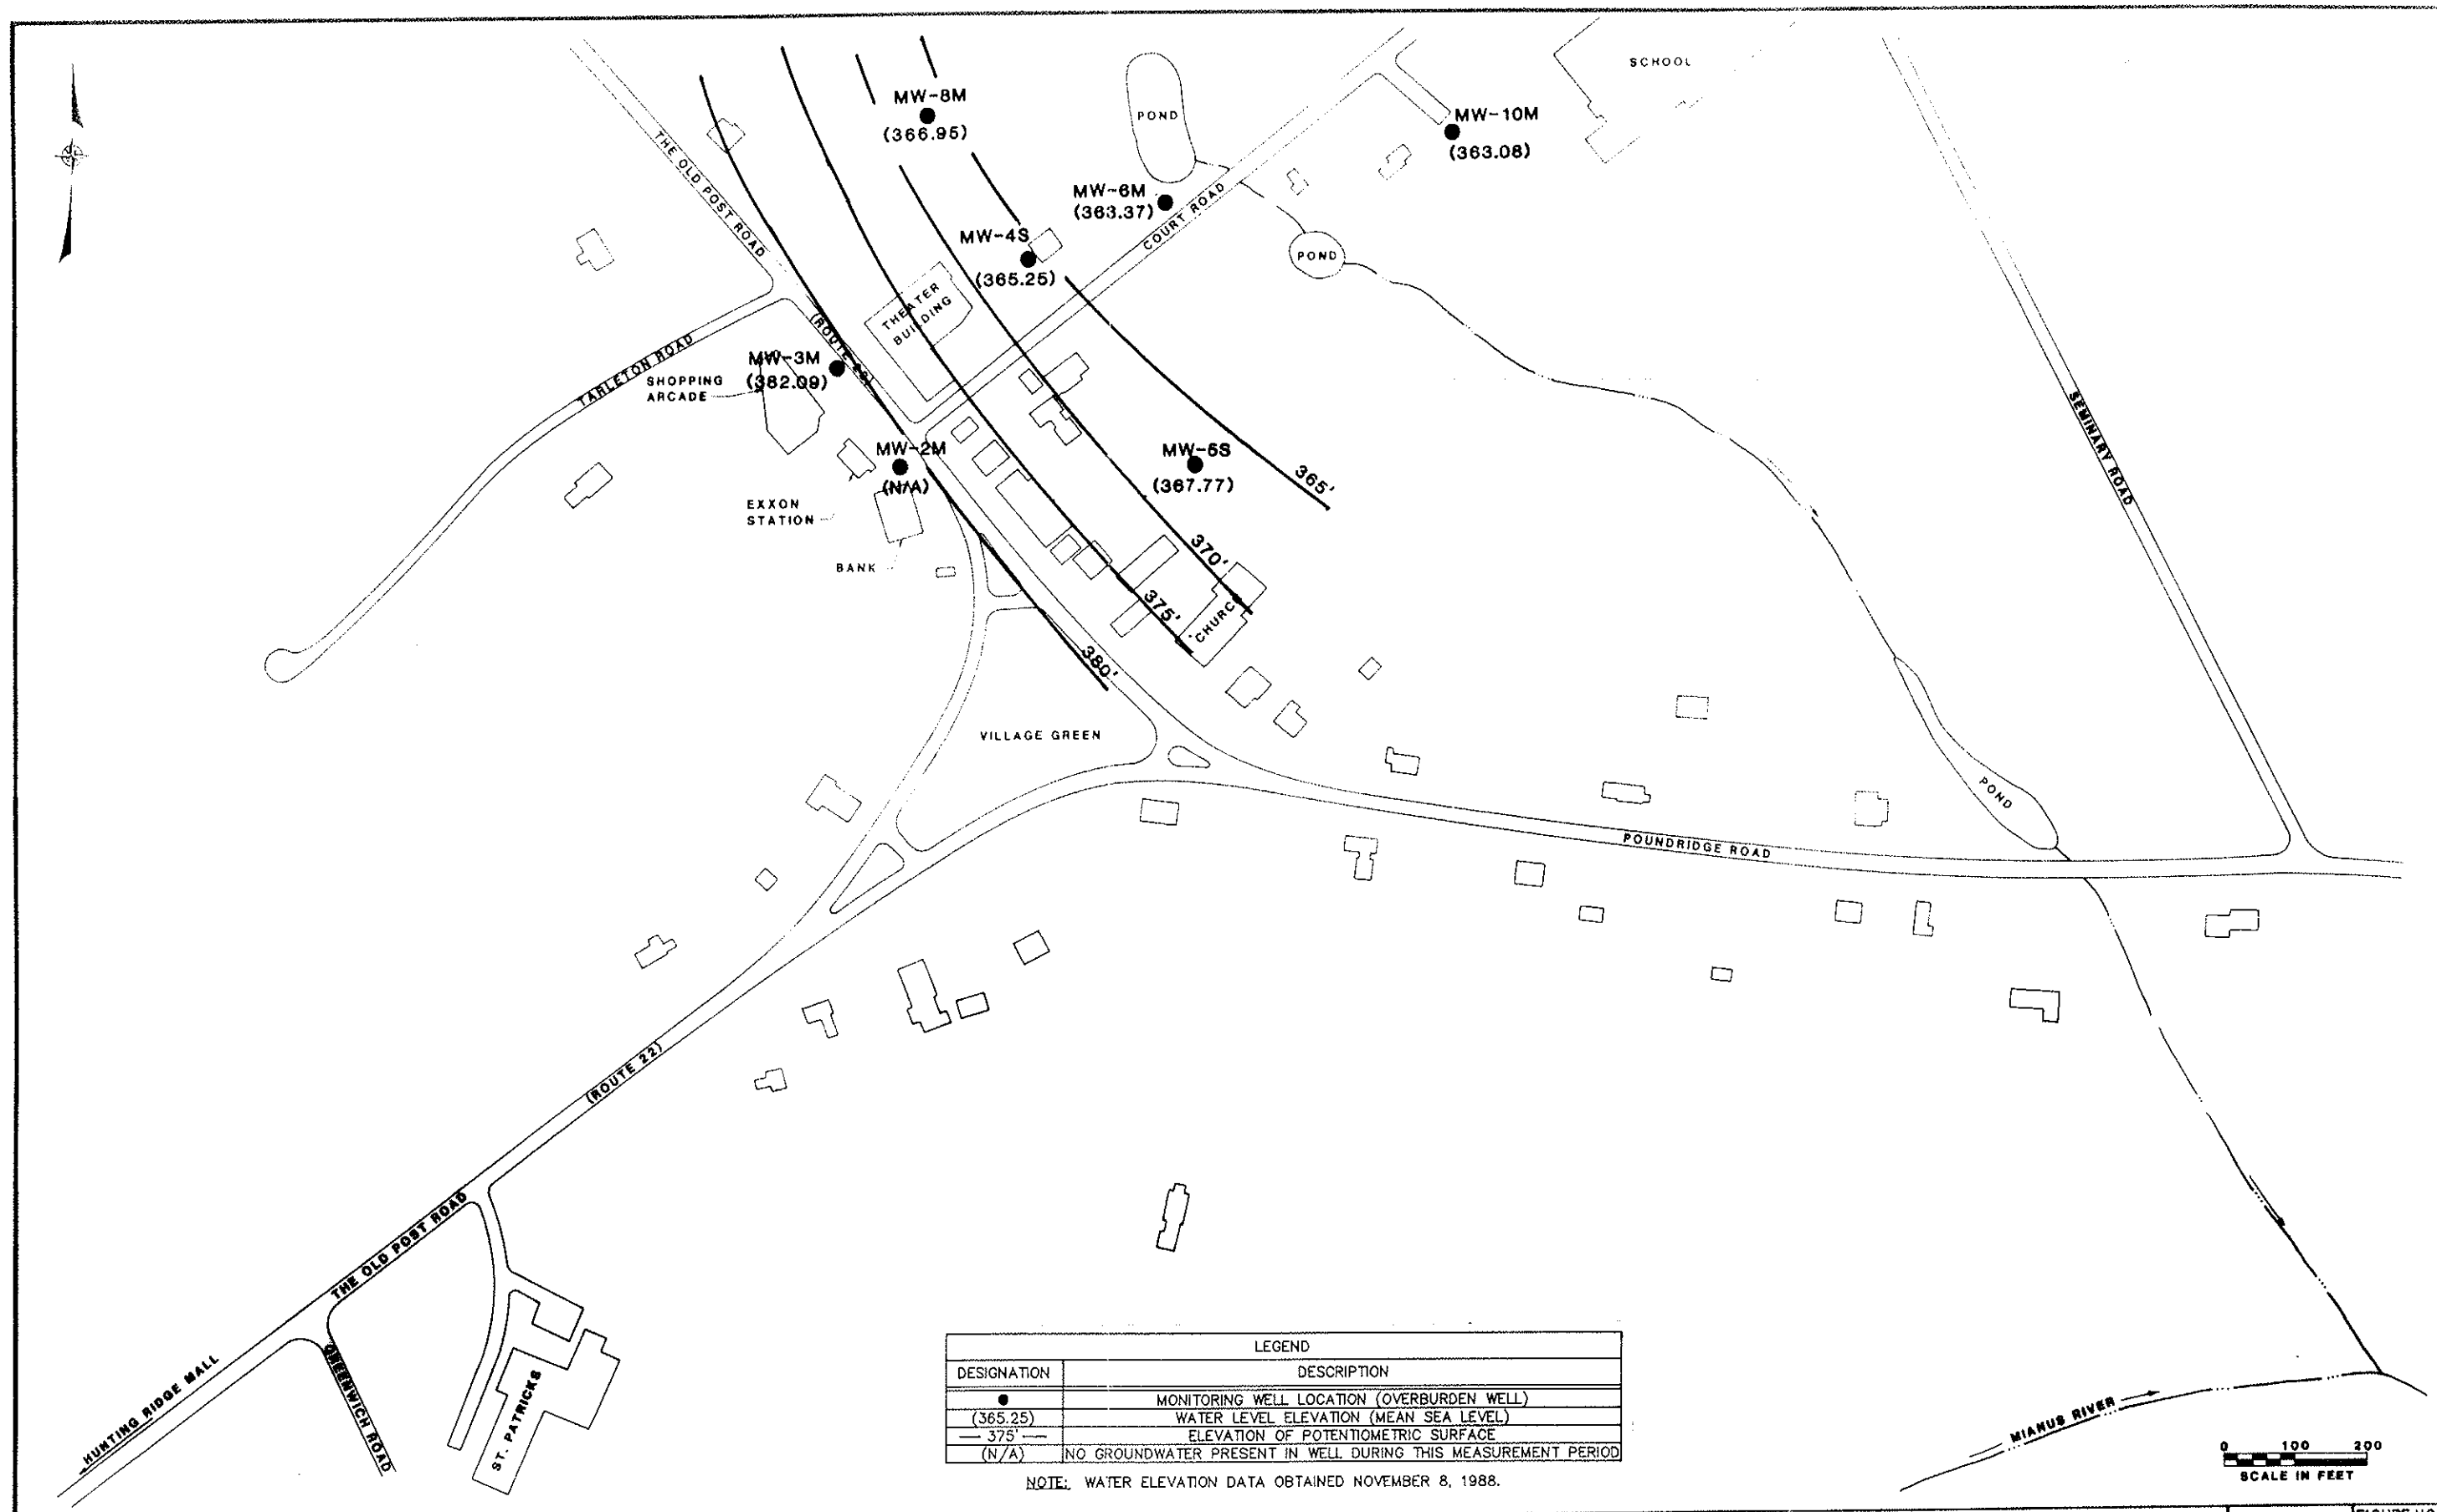 SCHOOL
MW-8M
(366.95)
POND
MW-10M
(363.08)
THE OLD POST ROAD
MW-6M
(363.37)
COURT ROAD
MW-4S
(365.25)
POND
THEATER
BUILDING
MW-3M
(382.09)
TARLETON ROAD
SHOPPING
ARCADE
MW-2M
(N/A)
MW-5S
(367.77)
365'
SEMINARY ROAD
EXXON
STATION
BANK
370'
375'
CHURC
380'
VILLAGE GREEN
POND
POUNDRIDGE ROAD
(ROUTE 22)
THE OLD POST ROAD
HUNTING RIDGE MALL
GREENWICH ROAD
ST. PATRICKS
LEGEND
DESIGNATION DESCRIPTION
MONITORING WELL LOCATION (OVERBURDEN WELL)
(365.25) WATER LEVEL ELEVATION (MEAN SEA LEVEL)
375' ELEVATION OF POTENTIOMETRIC SURFACE
(N/A) NO GROUNDWATER PRESENT IN WELL DURING THIS MEASUREMENT PERIOD
NOTE: WATER ELEVATION DATA OBTAINED NOVEMBER 8, 1988.
MIANUS RIVER
0 100 200
SCALE IN FEET